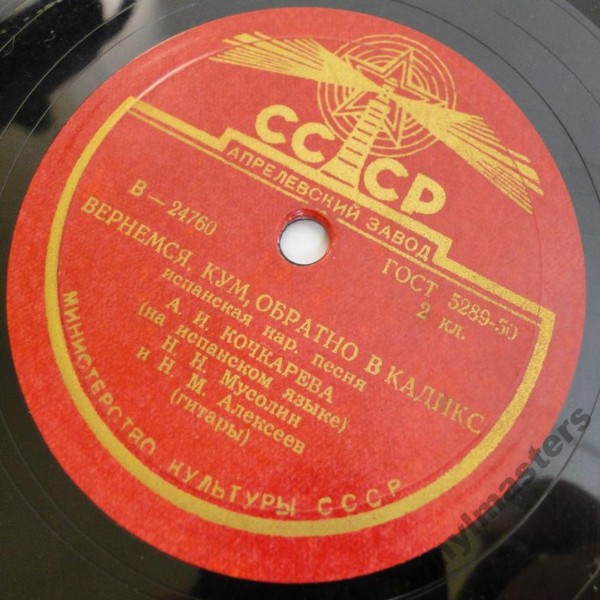 СССР
АПРЕЛЕВСКИЙ ЗАВОД
В — 24760
ГОСТ 5289-50
2 кл.
ВЕРНЕМСЯ, КУМ, ОБРАТНО В КАДИКС
испанская нар. песня
А. И. КОЧКАРЕВА
(на испанском языке)
Н. Н. Мусолин
и Н. М. Алексеев
(гитары)
МИНИСТЕРСТВО КУЛЬТУРЫ СССР